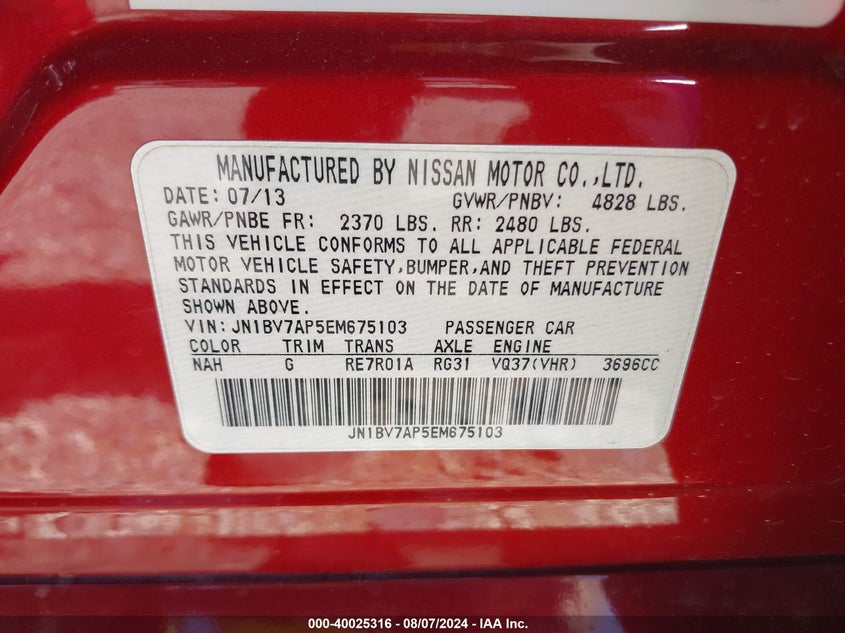 MANUFACTURED BY NISSAN MOTOR CO.,LTD.
DATE: 07/13 GVWR/PNBV: 4828 LBS.
GAWR/PNBE FR: 2370 LBS. RR: 2480 LBS.
THIS VEHICLE CONFORMS TO ALL APPLICABLE FEDERAL
MOTOR VEHICLE SAFETY,BUMPER,AND THEFT PREVENTION
STANDARDS IN EFFECT ON THE DATE OF MANUFACTURE
SHOWN ABOVE.
VIN:JN1BV7AP5EM675103 PASSENGER CAR
COLOR TRIM TRANS AXLE ENGINE
NAH G RE7R01A RG31 VQ37(VHR) 3696CC
JN1BV7AP5EM675103
000-40025316 - 08/07/2024 - IAA Inc.